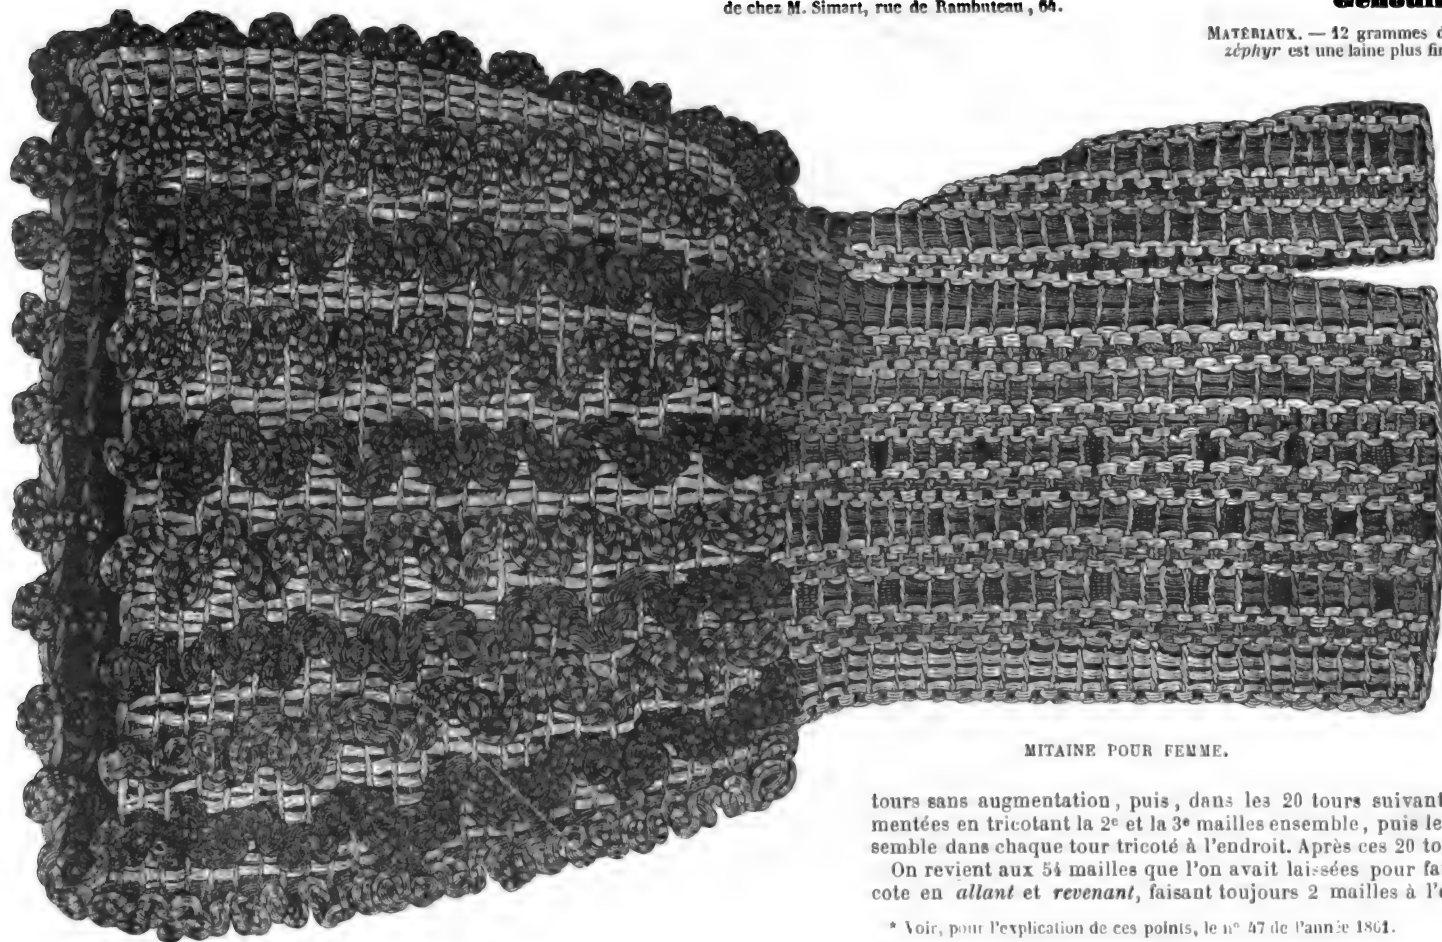 de chez M. Simart, rue de Rambuteau, 64.
MATÉRIAUX. — 12 grammes d
zéphyr est une laine plus fin
MITAINE POUR FEMME.
tours sans augmentation, puis, dans les 20 tours suivant
mentées en tricotant la 2e et la 3e mailles ensemble, puis le
semble dans chaque tour tricoté à l'endroit. Après ces 20 to
On revient aux 54 mailles que l'on avait laissées pour fa
cote en allant et revenant, faisant toujours 2 mailles à l'e
* Voir, pour l'explication de ces points, le n° 47 de l'année 1861.